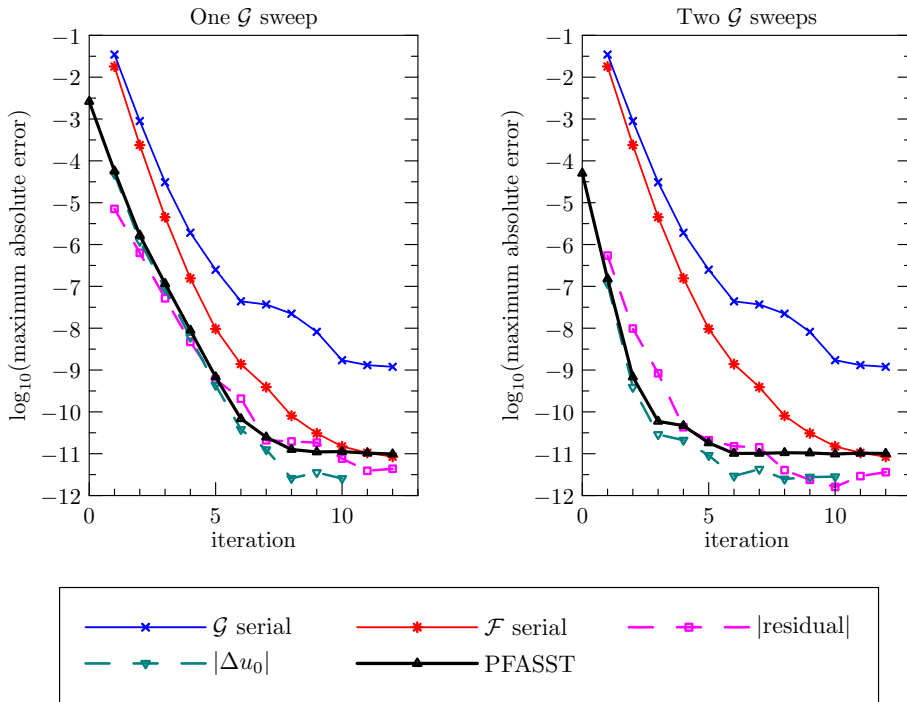 One 𝒢 sweep
Two 𝒢 sweeps
log₁₀(maximum absolute error)
−1
−2
−3
−4
−5
−6
−7
−8
−9
−10
−11
−12
0
5
10
iteration
log₁₀(maximum absolute error)
−1
−2
−3
−4
−5
−6
−7
−8
−9
−10
−11
−12
0
5
10
iteration
𝒢 serial
ℱ serial
|residual|
|Δu₀|
PFASST